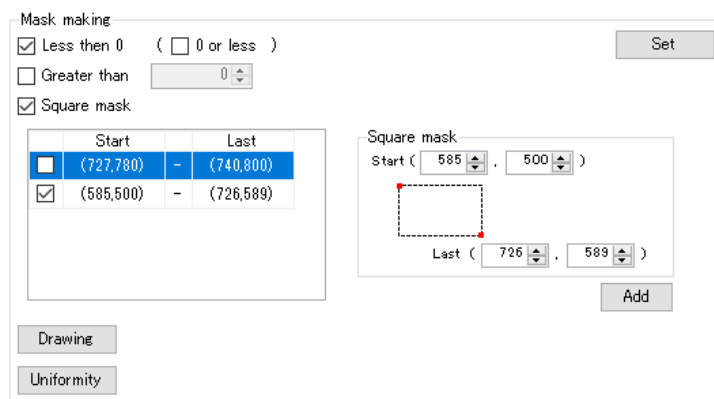 Mask making
Less then 0 ( 0 or less )
Set
Greater than 0
Square mask
Start Last
(727,780) - (740,800)
(585,500) - (726,589)
Square mask
Start ( 585 , 500 )
Last ( 726 , 589 )
Add
Drawing
Uniformity